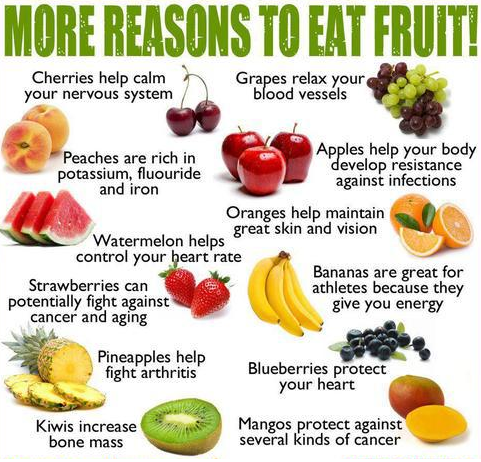 MORE REASONS TO EAT FRUIT!
Cherries help calm
your nervous system
Grapes relax your
blood vessels
Peaches are rich in
potassium, fluouride
and iron
Apples help your body
develop resistance
against infections
Oranges help maintain
great skin and vision
Watermelon helps
control your heart rate
Bananas are great for
athletes because they
give you energy
Strawberries can
potentially fight against
cancer and aging
Pineapples help
fight arthritis
Blueberries protect
your heart
Kiwis increase
bone mass
Mangos protect against
several kinds of cancer